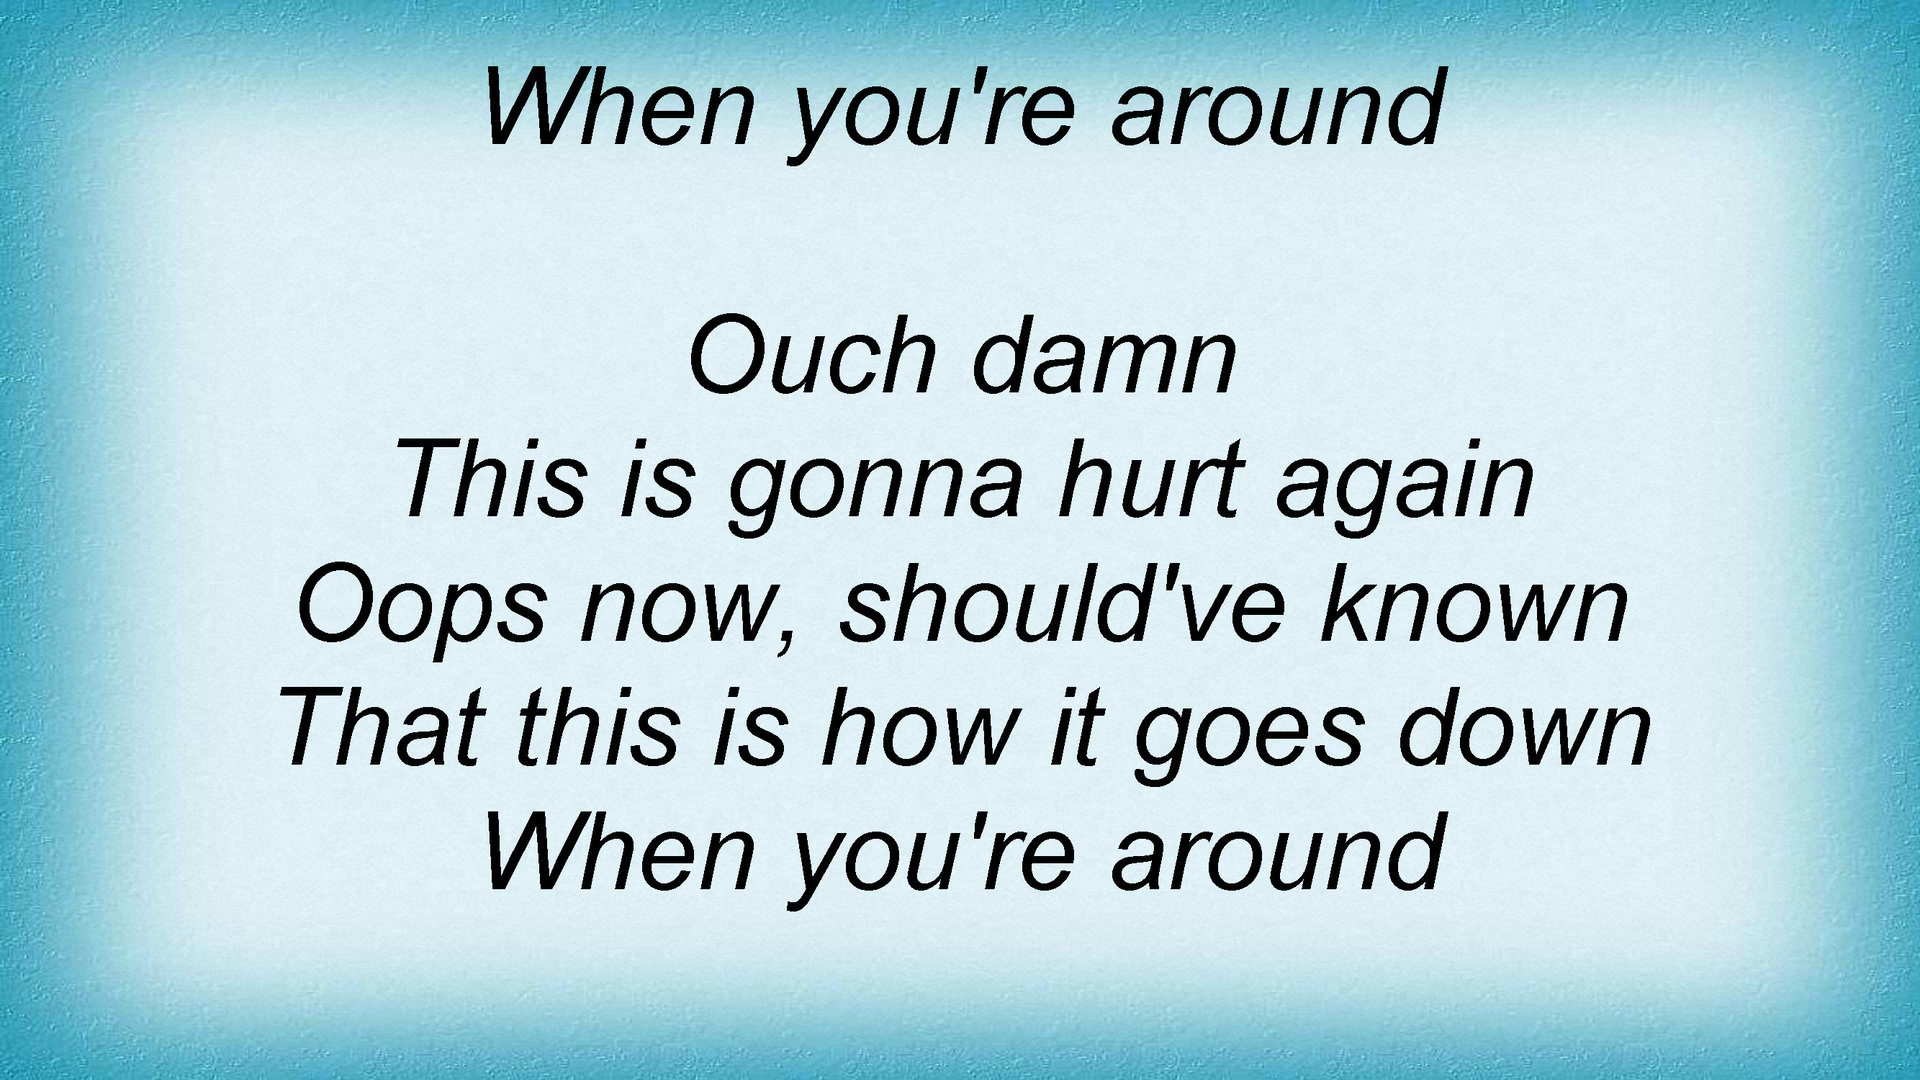 When you're around
Ouch damn
This is gonna hurt again
Oops now, should've known
That this is how it goes down
When you're around